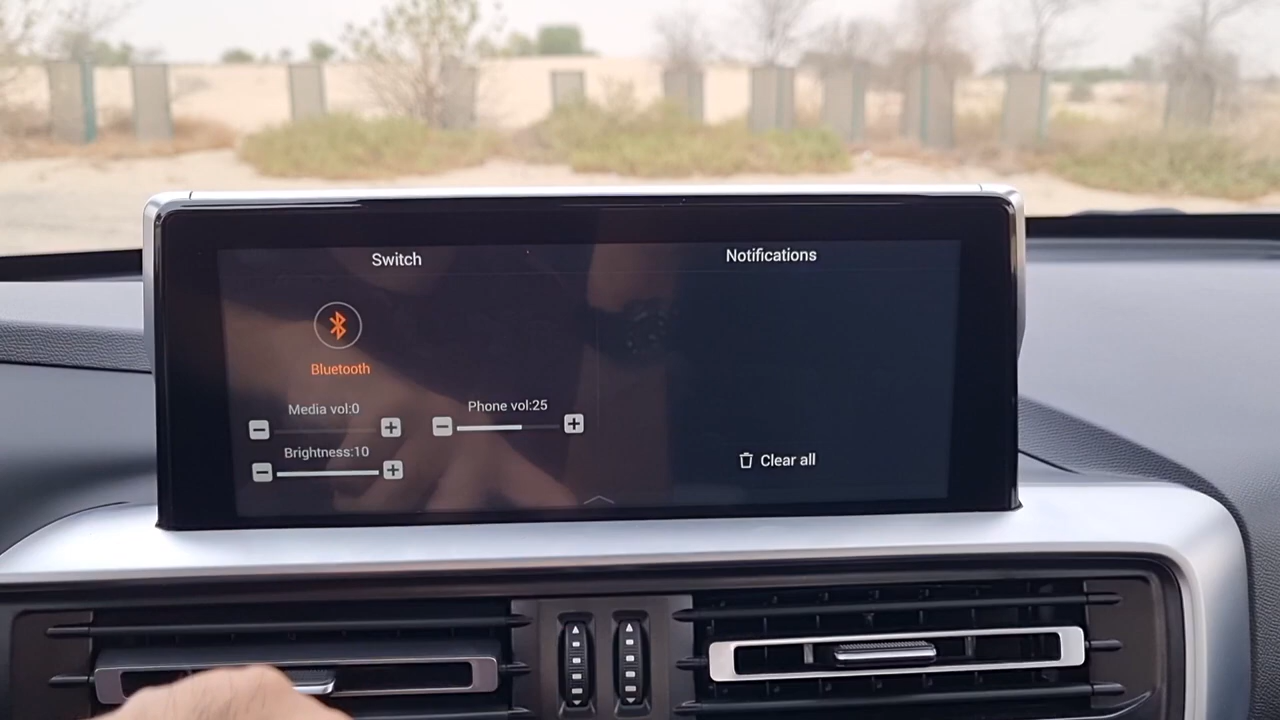 Switch
Notifications
Bluetooth
Media vol:0
Phone vol:25
Brightness:10
Clear all